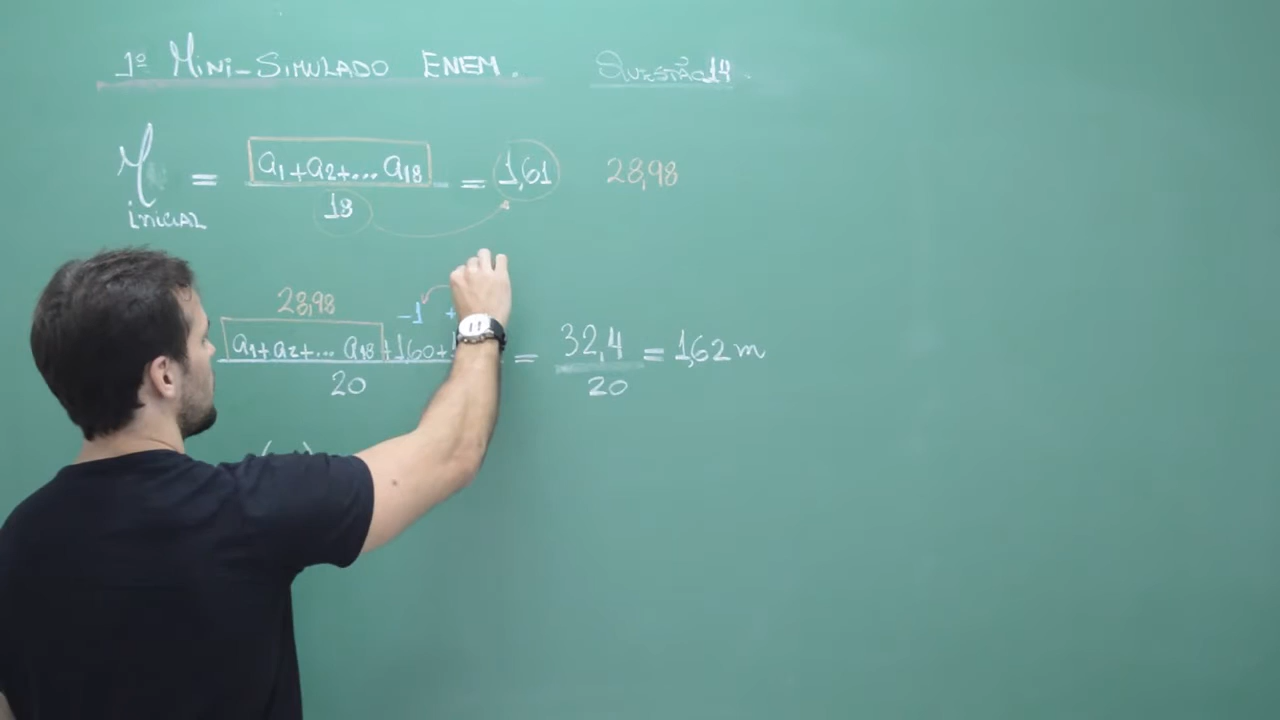 1º MINI-SIMULADO ENEM. QUESTÃO 14.
M inicial = a1+a2+... a18 / 18 = 1,61 28,98
28,98 -1 +
a1+a2+... a18 +1,60+ / 20 = 32,4 / 20 = 1,62 m